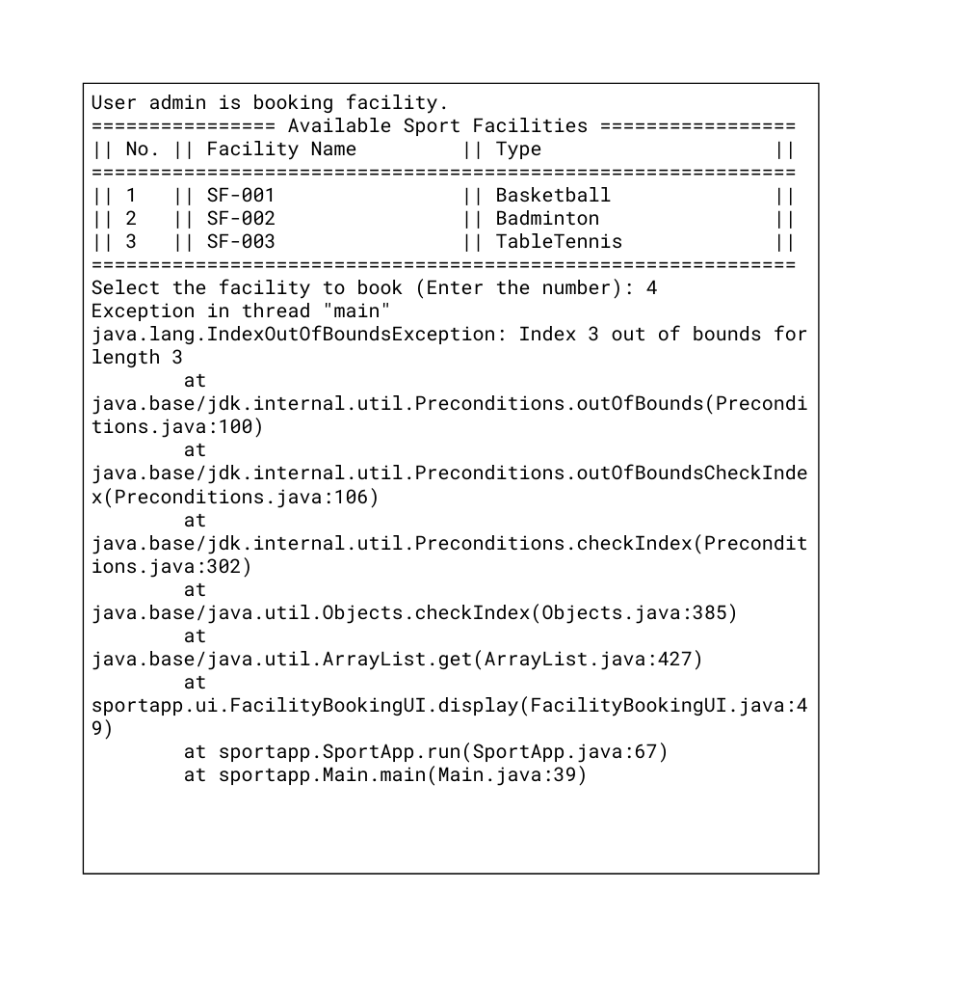 User admin is booking facility.
================ Available Sport Facilities =================
|| No. || Facility Name         || Type                    ||
=============================================================
|| 1   || SF-001                || Basketball              ||
|| 2   || SF-002                || Badminton               ||
|| 3   || SF-003                || TableTennis             ||
=============================================================
Select the facility to book (Enter the number): 4
Exception in thread "main"
java.lang.IndexOutOfBoundsException: Index 3 out of bounds for
length 3
        at
java.base/jdk.internal.util.Preconditions.outOfBounds(Precondi
tions.java:100)
        at
java.base/jdk.internal.util.Preconditions.outOfBoundsCheckInde
x(Preconditions.java:106)
        at
java.base/jdk.internal.util.Preconditions.checkIndex(Precondit
ions.java:302)
        at
java.base/java.util.Objects.checkIndex(Objects.java:385)
        at
java.base/java.util.ArrayList.get(ArrayList.java:427)
        at
sportapp.ui.FacilityBookingUI.display(FacilityBookingUI.java:4
9)
        at sportapp.SportApp.run(SportApp.java:67)
        at sportapp.Main.main(Main.java:39)